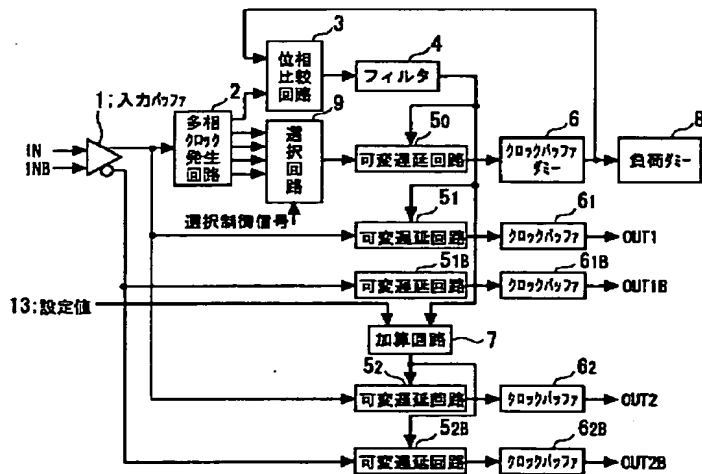 3
位相
比較
回路
4
フィルタ
1;入力バッファ
2
多相
クロック
発生
回路
9
選択
回路
IN
INB
選択制御信号
50
可変遅延回路
6
クロックバッファ
ダミー
8
負荷ダミー
51
可変遅延回路
61
クロックバッファ
OUT1
51B
可変遅延回路
61B
クロックバッファ
OUT1B
13;設定値
加算回路
7
52
可変遅延回路
62
クロックバッファ
OUT2
52B
可変遅延回路
62B
クロックバッファ
OUT2B